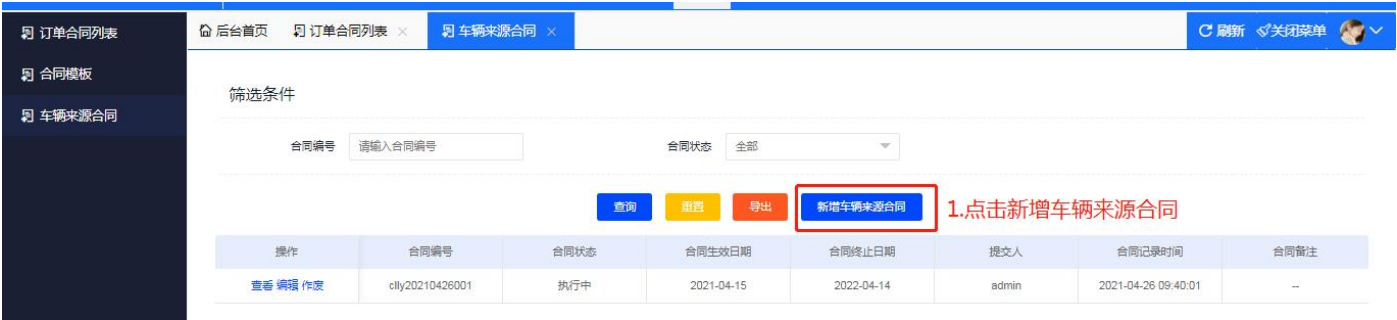 订单合同列表
合同模板
车辆来源合同
后台首页 订单合同列表 × 车辆来源合同 × 刷新 关闭菜单
筛选条件
合同编号 请输入合同编号 合同状态 全部
查询 重置 导出 新增车辆来源合同 1.点击新增车辆来源合同
操作 合同编号 合同状态 合同生效日期 合同终止日期 提交人 合同记录时间 合同备注
查看 编辑 作废 clly20210426001 执行中 2021-04-15 2022-04-14 admin 2021-04-26 09:40:01 --